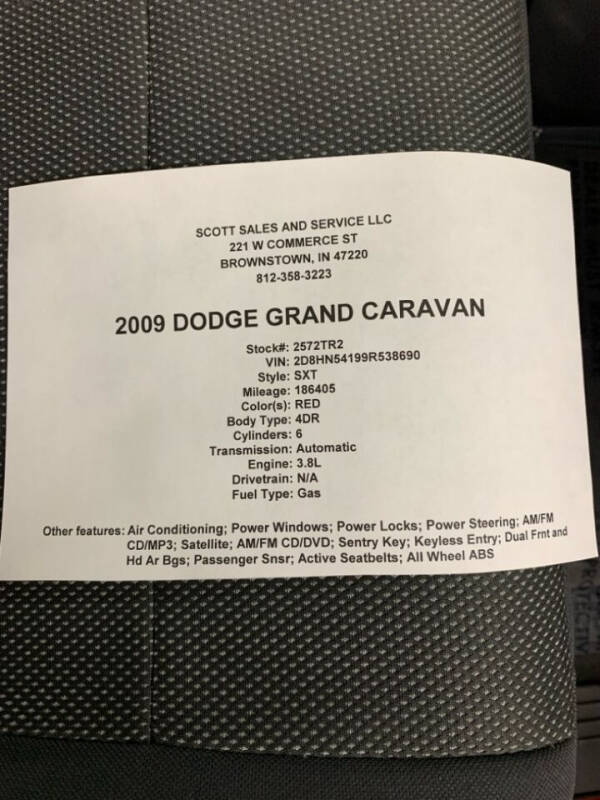 SCOTT SALES AND SERVICE LLC
221 W COMMERCE ST
BROWNSTOWN, IN 47220
812-358-3223
2009 DODGE GRAND CARAVAN
Stock#: 2572TR2
VIN: 2D8HN54199R538690
Style: SXT
Mileage: 186405
Color(s): RED
Body Type: 4DR
Cylinders: 6
Transmission: Automatic
Engine: 3.8L
Drivetrain: N/A
Fuel Type: Gas
Other features: Air Conditioning; Power Windows; Power Locks; Power Steering; AM/FM
CD/MP3; Satellite; AM/FM CD/DVD; Sentry Key; Keyless Entry; Dual Frnt and
Hd Ar Bgs; Passenger Snsr; Active Seatbelts; All Wheel ABS